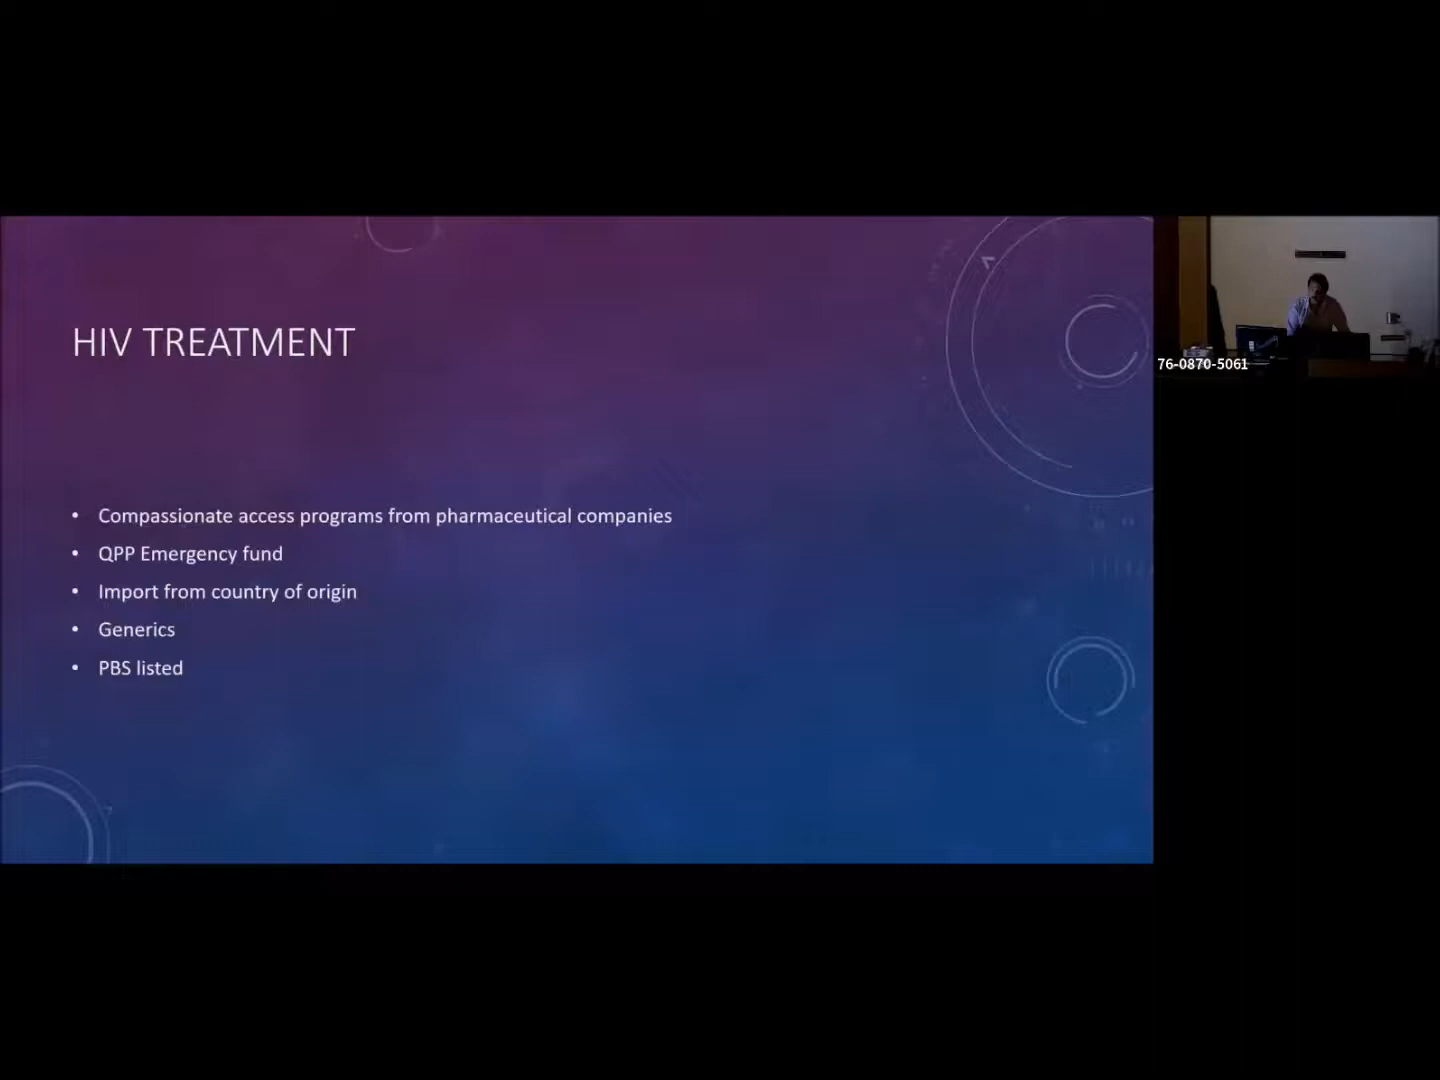 HIV TREATMENT
• Compassionate access programs from pharmaceutical companies
• QPP Emergency fund
• Import from country of origin
• Generics
• PBS listed
76-0870-5061